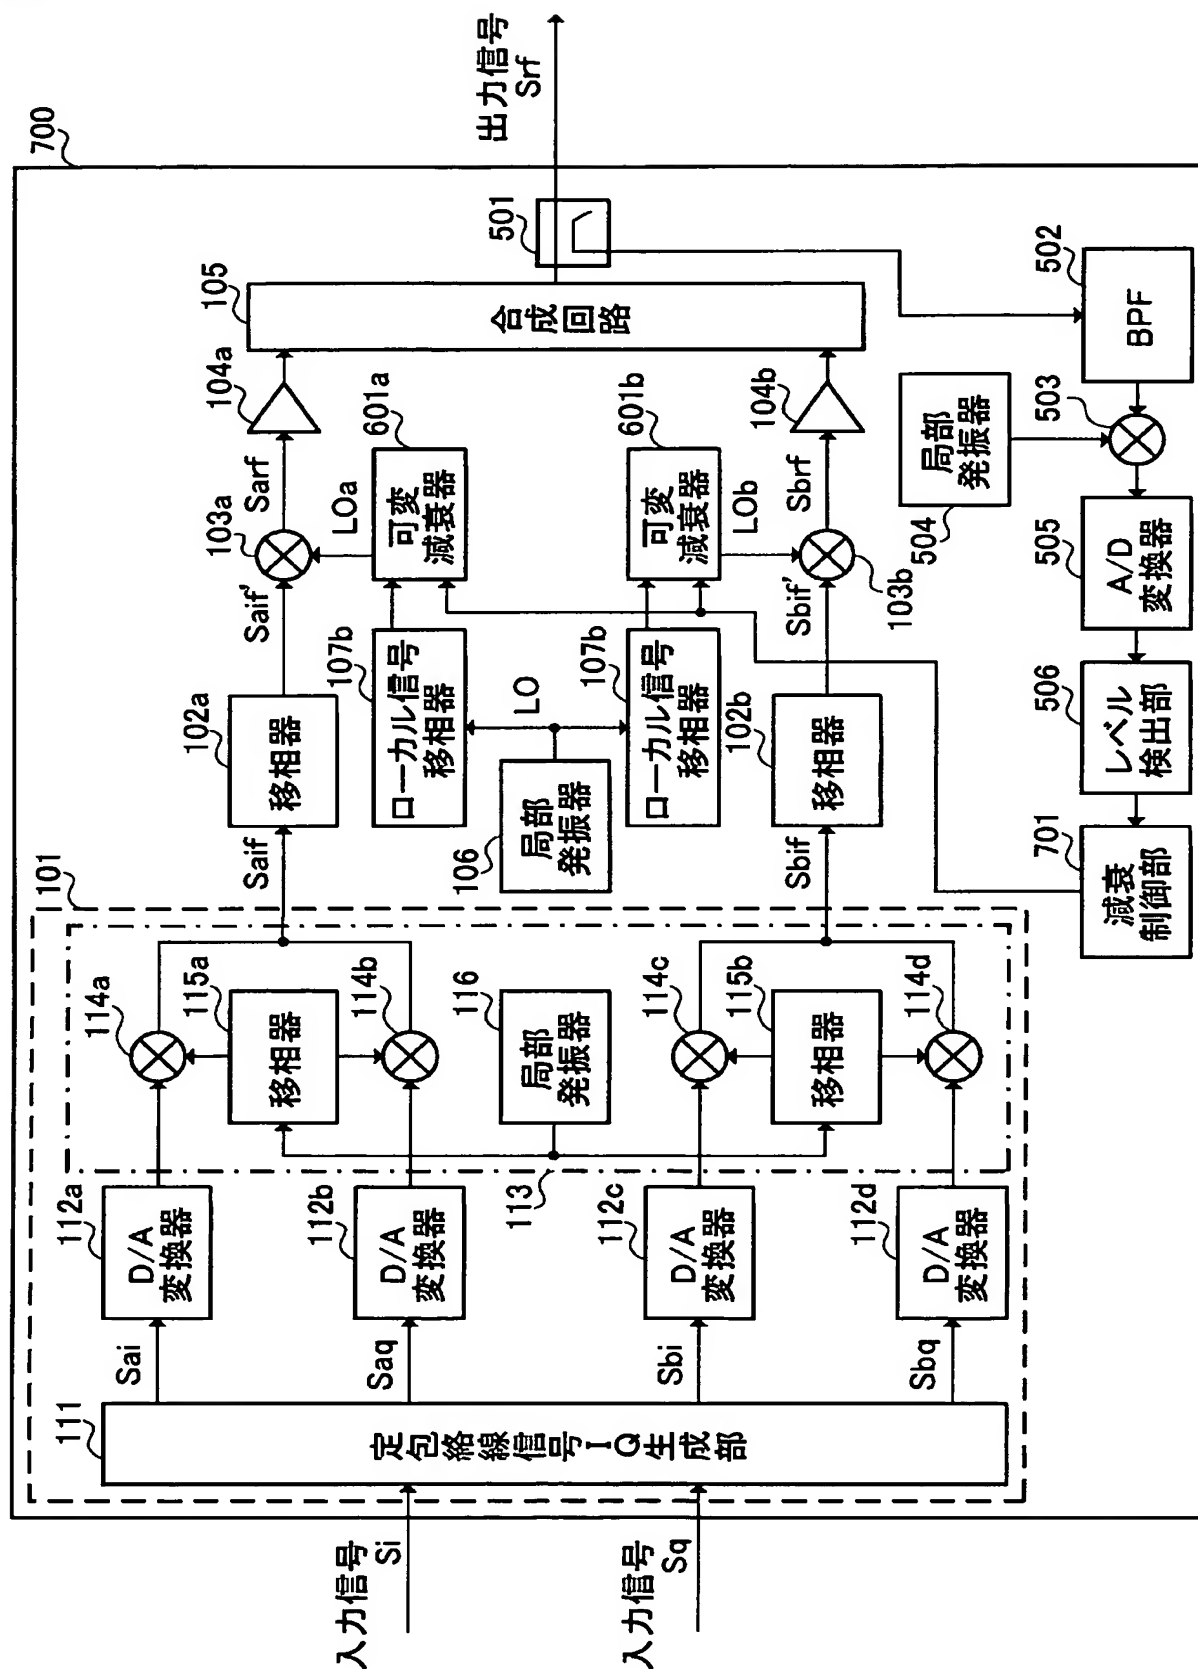 700
入力信号
Si
入力信号
Sq
101
111
定包絡線信号IQ生成部
Sai
Saq
Sbi
Sbq
112a
D/A
変換器
112b
D/A
変換器
112c
D/A
変換器
112d
D/A
変換器
113
114a
115a
移相器
114b
116
局部
発振器
114c
115b
移相器
114d
Saif
Sbif
102a
移相器
107b
ローカル信号
移相器
LO
106
局部
発振器
107b
ローカル信号
移相器
102b
移相器
Saif'
Sbif'
103a
LOa
601a
可変
減衰器
601b
可変
減衰器
LOb
103b
Sarf
Sbrf
104a
104b
105
合成回路
501
出力信号
Srf
502
BPF
503
局部
発振器
504
505
A/D
変換器
506
レベル
検出部
701
減衰
制御部